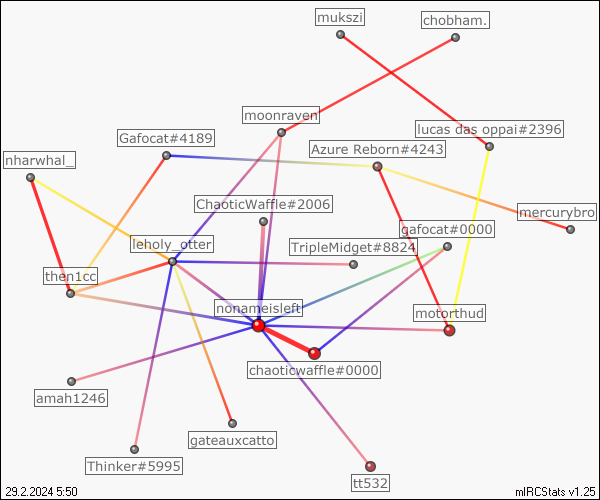 mukszi
chobham.
moonraven
lucas das oppai#2396
Gafocat#4189
Azure Reborn#4243
nharwhal_
ChaoticWaffle#2006
mercurybro
gafocat#0000
leholy_otter
TripleMidget#8824
then1cc
nonameisleft
motorthud
chaoticwaffle#0000
amah1246
gateauxcatto
Thinker#5995
tt532
29.2.2024 5:50
mIRCStats v1.25